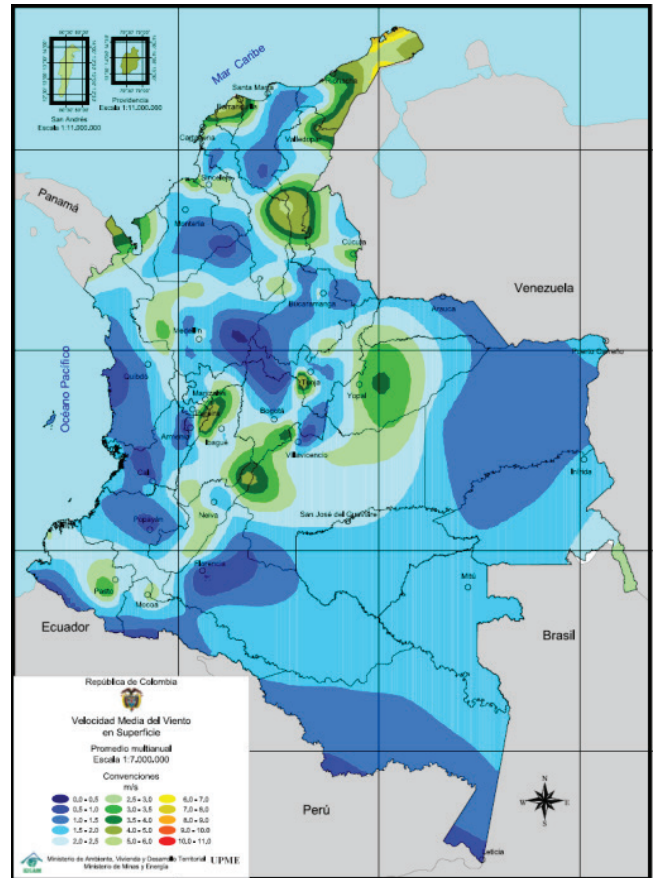 Mar Caribe
San Andrés
Escala 1:11.000.000
Providencia
Escala 1:11.000.000
Santa Marta
Riohacha
Barranquilla
Cartagena
Valledupar
Sincelejo
Panamá
Montería
Cúcuta
Venezuela
Bucaramanga
Arauca
Medellín
Puerto Carreño
Océano Pacífico
Quibdó
Manizales
Tunja
Yopal
Bogotá
Armenia
Ibagué
Villavicencio
Inírida
Cali
Neiva
San José del Guaviare
Popayán
Florencia
Mitú
Pasto
Mocoa
Ecuador
Brasil
República de Colombia
Velocidad Media del Viento
en Superficie
Promedio multianual
Escala 1:7.000.000
Convenciones
m/s
0,0 - 0,5 2,5 - 3,0 6,0 - 7,0
0,5 - 1,0 3,0 - 3,5 7,0 - 8,0
1,0 - 1,5 3,5 - 4,0 8,0 - 9,0
1,5 - 2,0 4,0 - 5,0 9,0 - 10,0
2,0 - 2,5 5,0 - 6,0 10,0 - 11,0
Perú
N
W E
S
Leticia
IDEAM
Ministerio de Ambiente, Vivienda y Desarrollo Territorial UPME
Ministerio de Minas y Energía